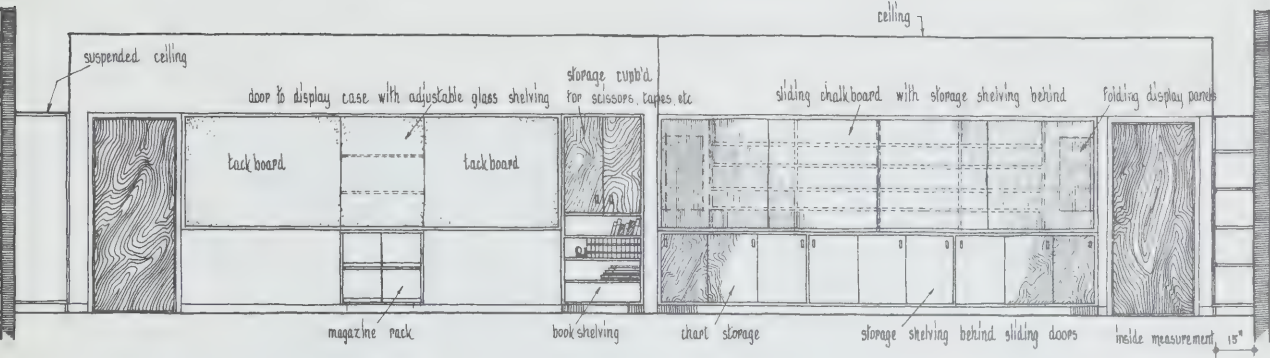 ceiling
suspended ceiling
storage cupb'd
for scissors, tapes, etc
door to display case with adjustable glass shelving
sliding chalkboard with storage shelving behind
folding display panels
tack board
tack board
magazine rack
book shelving
chart storage
storage shelving behind sliding doors
inside measurement
15"